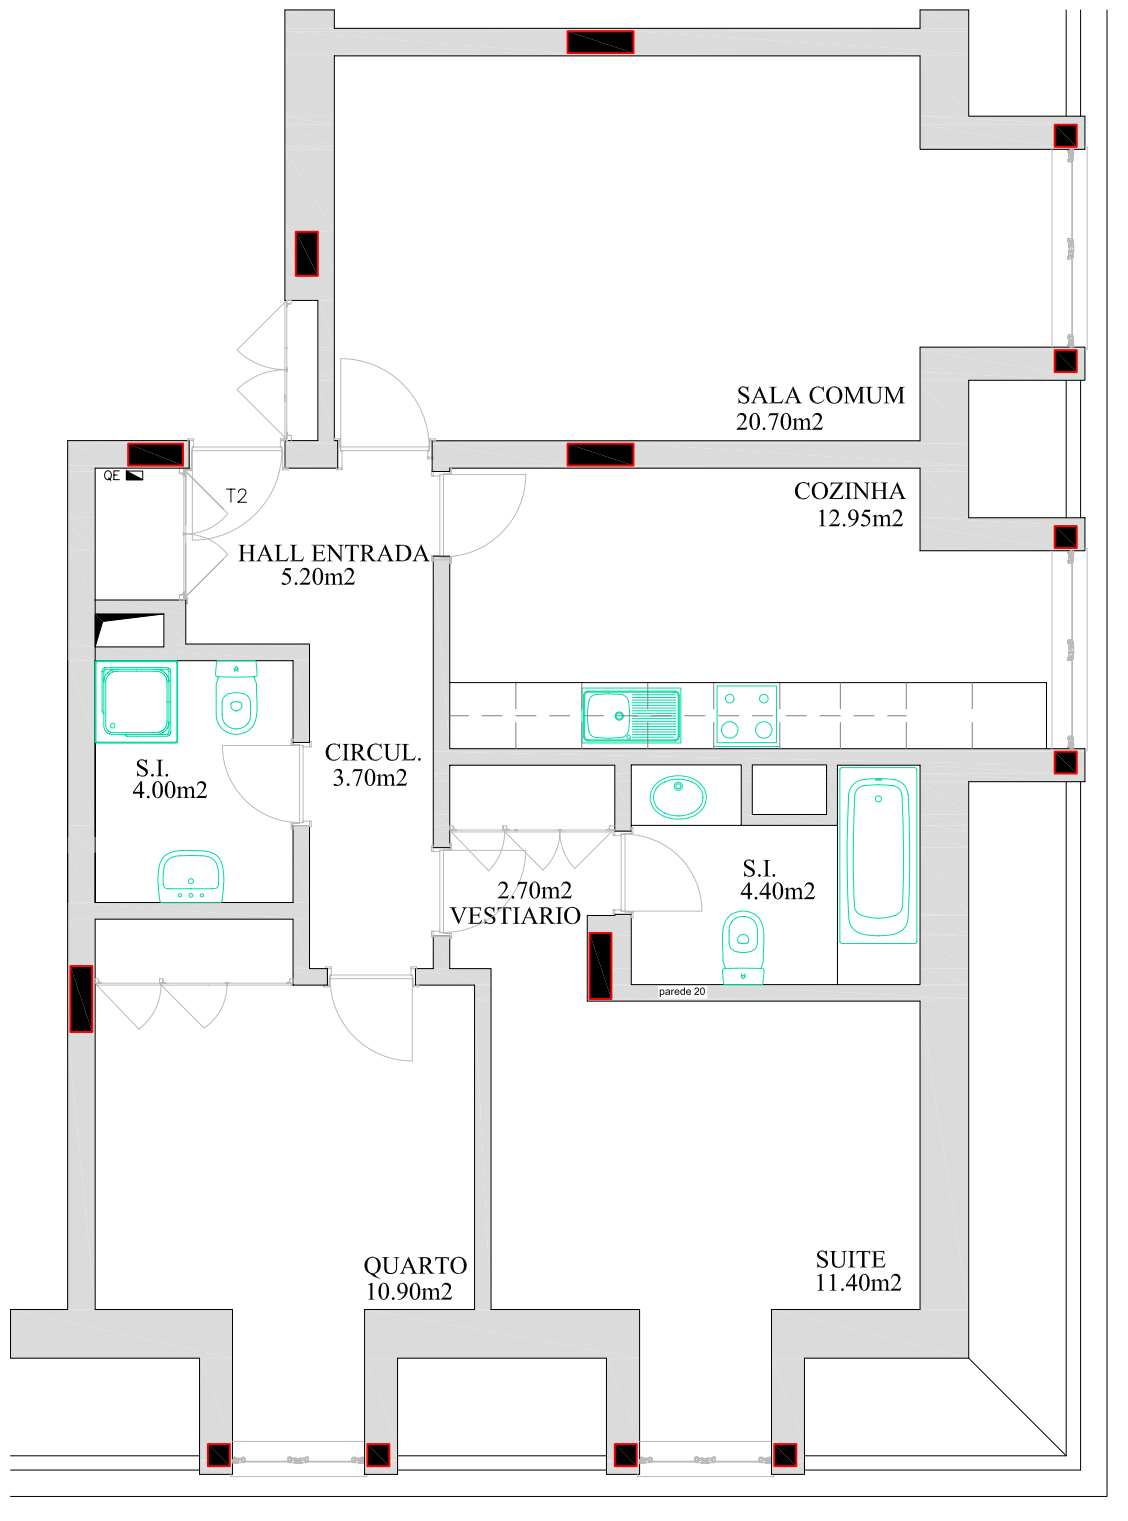 SALA COMUM
20.70m2
QE
T2
COZINHA
12.95m2
HALL ENTRADA
5.20m2
CIRCUL.
3.70m2
S.I.
4.00m2
S.I.
4.40m2
2.70m2
VESTIARIO
parede 20
QUARTO
10.90m2
SUITE
11.40m2